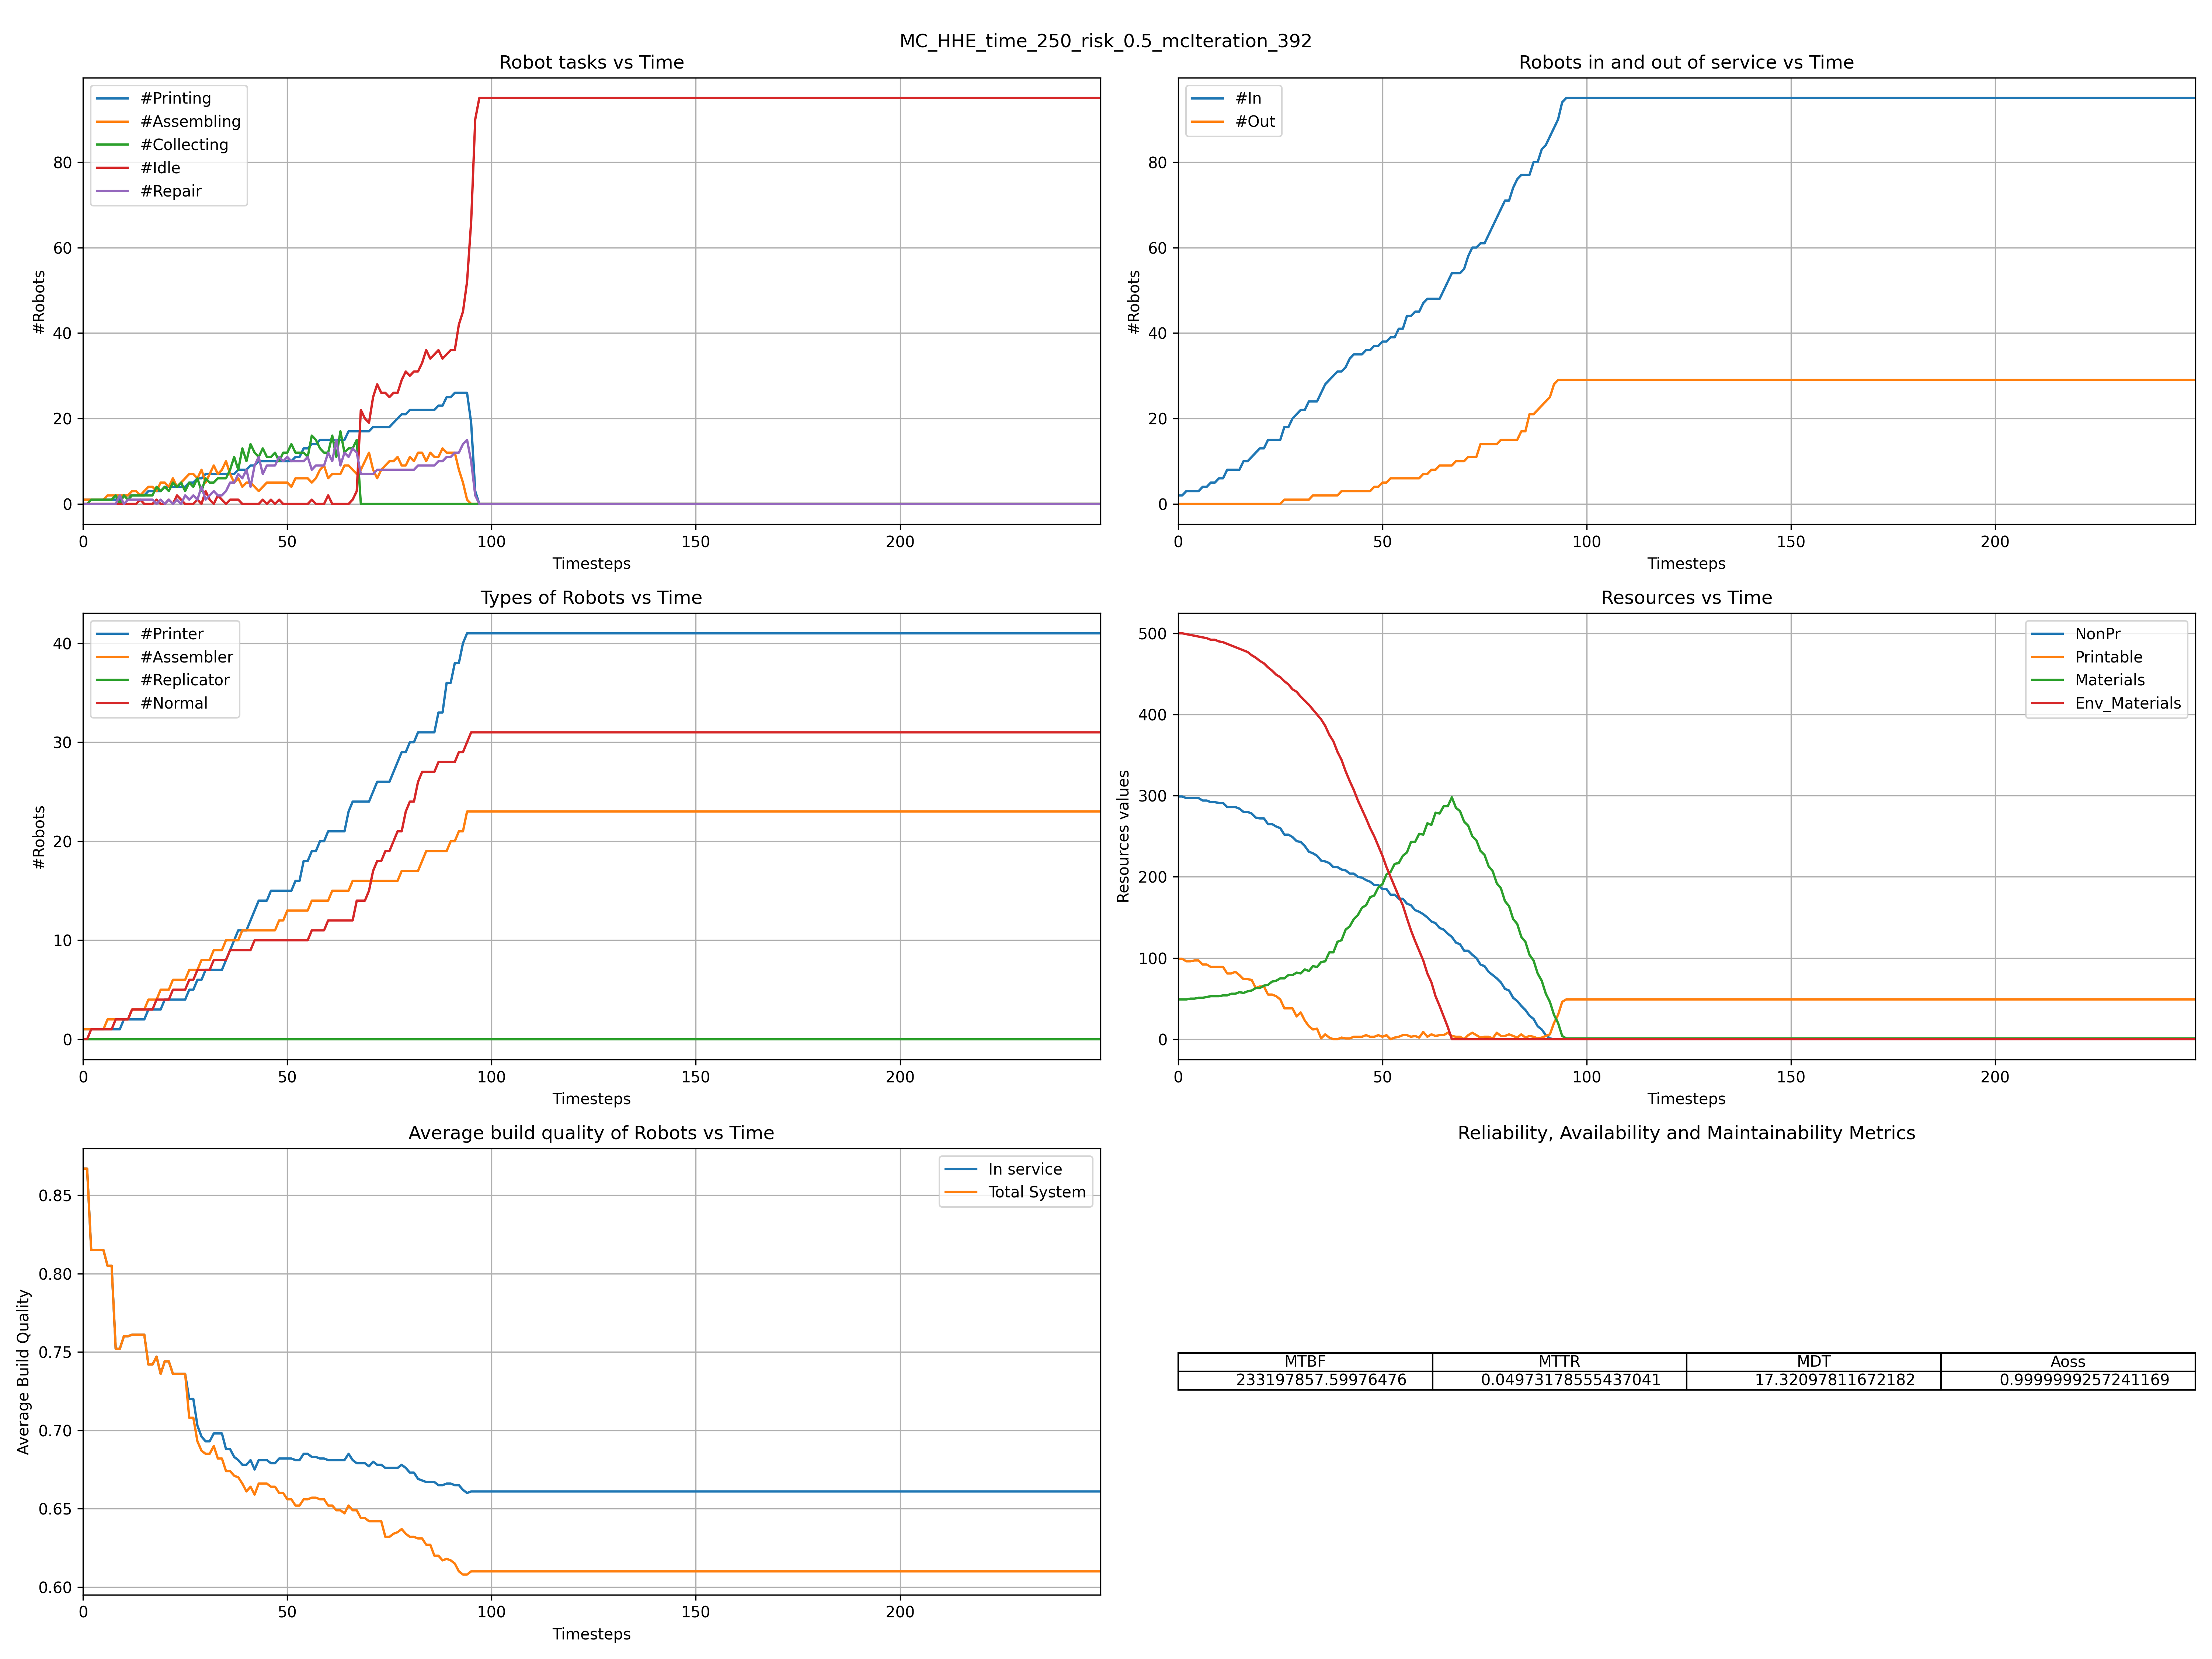 MC_HHE_time_250_risk_0.5_mcIteration_392
Robot tasks vs Time
#Robots
80
60
40
20
0
#Printing
#Assembling
#Collecting
#Idle
#Repair
0 50 100 150 200
Timesteps
Robots in and out of service vs Time
#Robots
80
60
40
20
0
#In
#Out
0 50 100 150 200
Timesteps
Types of Robots vs Time
#Robots
40
30
20
10
0
#Printer
#Assembler
#Replicator
#Normal
0 50 100 150 200
Timesteps
Resources vs Time
Resources values
500
400
300
200
100
0
NonPr
Printable
Materials
Env_Materials
0 50 100 150 200
Timesteps
Average build quality of Robots vs Time
Average Build Quality
0.85
0.80
0.75
0.70
0.65
0.60
In service
Total System
0 50 100 150 200
Timesteps
Reliability, Availability and Maintainability Metrics
MTBF MTTR MDT Aoss
233197857.59976476 0.04973178555437041 17.32097811672182 0.9999999257241169